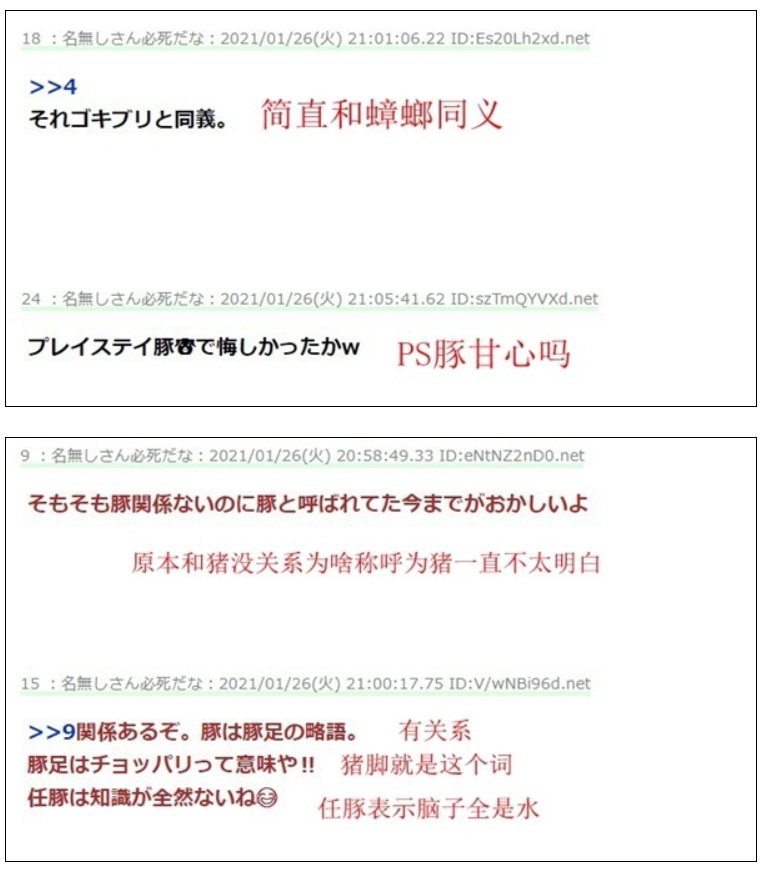 18 ：名無しさん必死だな：2021/01/26(火) 21:01:06.22 ID:Es20Lh2xd.net
>>4
それゴキブリと同義。
简直和蟑螂同义
24 ：名無しさん必死だな：2021/01/26(火) 21:05:41.62 ID:szTmQYVXd.net
プレイステイ豚🐷で悔しかったかw
PS豚甘心吗
9 ：名無しさん必死だな：2021/01/26(火) 20:58:49.33 ID:eNtNZ2nD0.net
そもそも豚関係ないのに豚と呼ばれてた今までがおかしいよ
原本和猪没关系为啥称呼为猪一直不太明白
15 ：名無しさん必死だな：2021/01/26(火) 21:00:17.75 ID:V/wNBi96d.net
>>9関係あるぞ。豚は豚足の略語。
有关系
豚足はチョッパリって意味や‼
猪脚就是这个词
任豚は知識が全然ないね😅
任豚表示脑子全是水